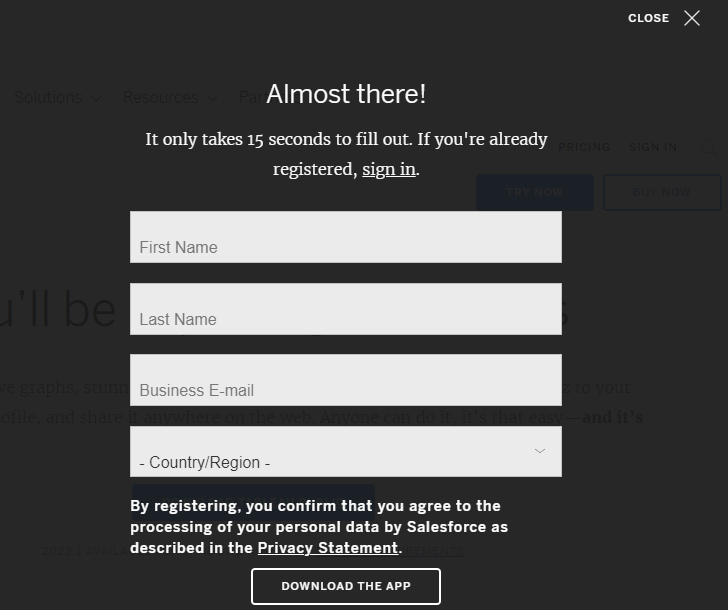 CLOSE
Solutions Resources Par
Almost there!
It only takes 15 seconds to fill out. If you're already
PRICING SIGN IN
registered, sign in.
TRY NOW BUY NOW
First Name
u'll be
Last Name
Business E-mail
ve graphs, stunn z to your
ofile, and share it anywhere on the web. Anyone can do it, it's that easy—and it's
- Country/Region -
By registering, you confirm that you agree to the
processing of your personal data by Salesforce as
described in the Privacy Statement.
DOWNLOAD THE APP